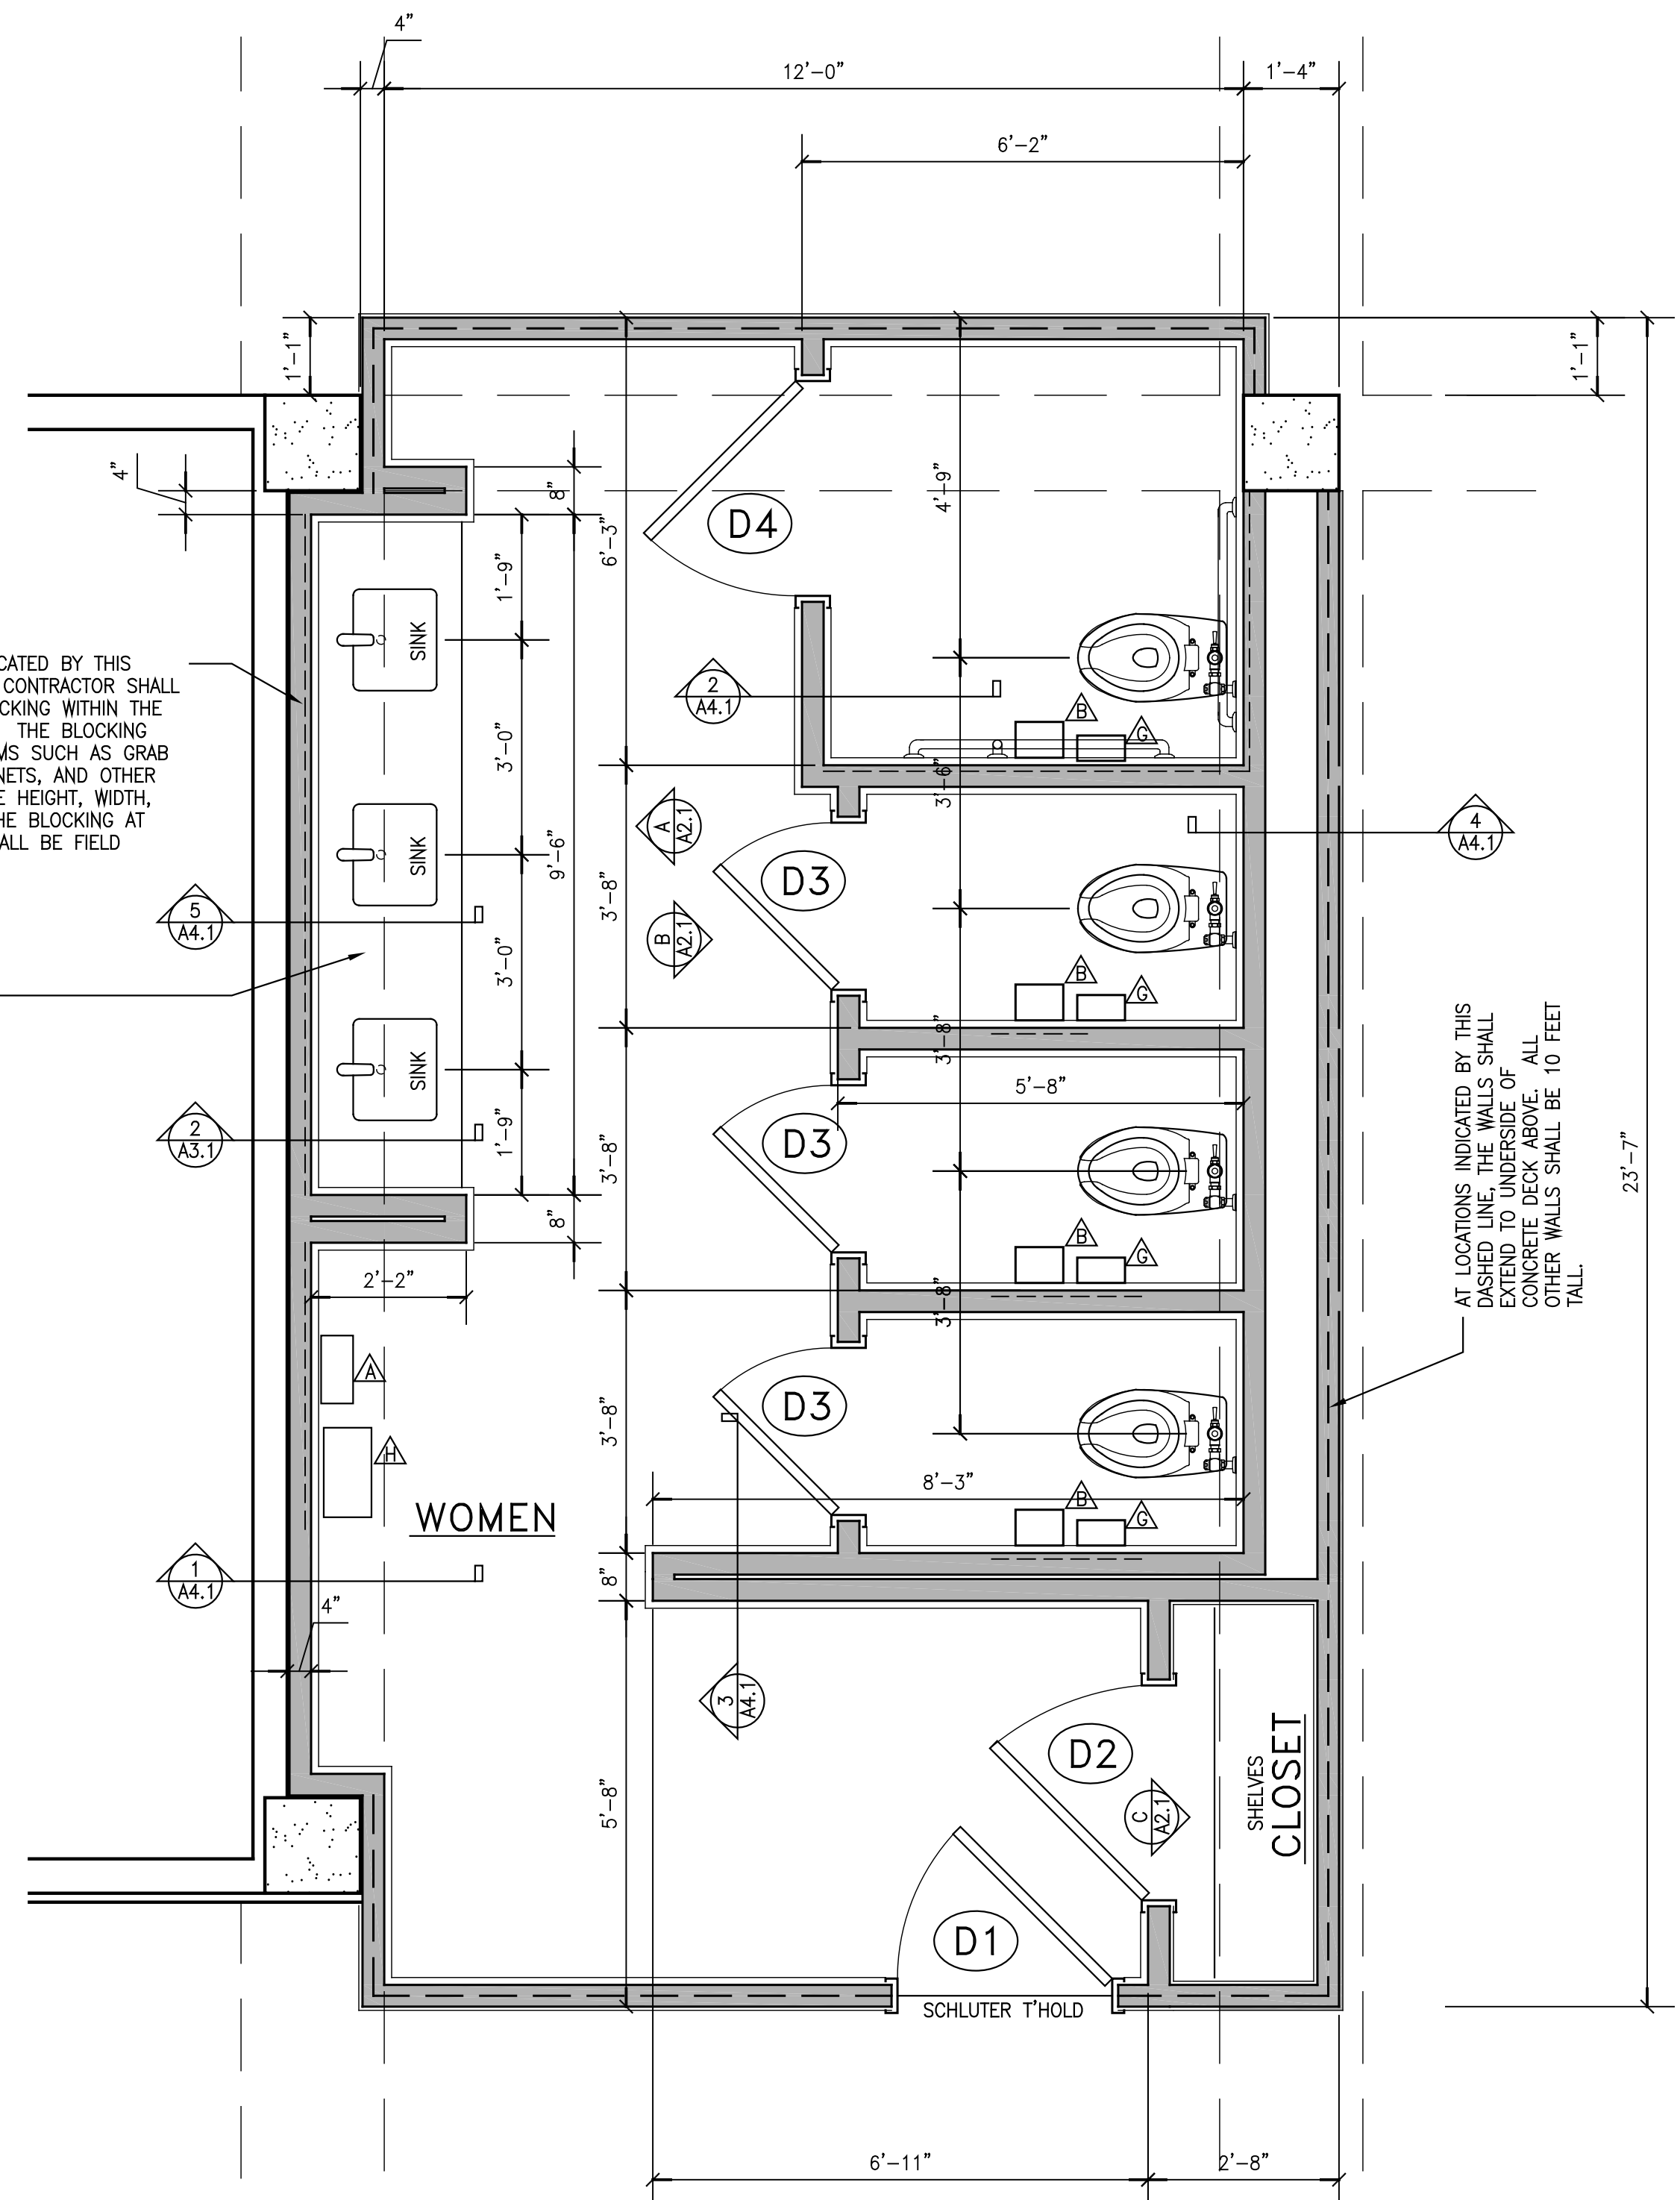 4"
12'-0"
1'-4"
6'-2"
1'-1"
1'-1"
4"
8"
6'-3"
4'-9"
D4
1'-9"
SINK
CATED BY THIS
CONTRACTOR SHALL
CKING WITHIN THE
THE BLOCKING
MS SUCH AS GRAB
NETS, AND OTHER
E HEIGHT, WIDTH,
HE BLOCKING AT
ALL BE FIELD
2
A4.1
B
G
3'-0"
3'-6"
A
A2.1
4
A4.1
SINK
9'-6"
D3
3'-8"
5
A4.1
B
A2.1
3'-0"
B
G
3'-8"
SINK
5'-8"
AT LOCATIONS INDICATED BY THIS
DASHED LINE, THE WALLS SHALL
EXTEND TO UNDERSIDE OF
CONCRETE DECK ABOVE. ALL
OTHER WALLS SHALL BE 10 FEET
TALL.
23'-7"
2
A3.1
1'-9"
3'-8"
D3
8"
B
G
2'-2"
3'-8"
A
3'-8"
D3
H
8'-3"
WOMEN
B
G
1
A4.1
8"
4"
3
A4.1
D2
5'-8"
C
A2.1
SHELVES
CLOSET
D1
SCHLUTER T'HOLD
6'-11"
2'-8"